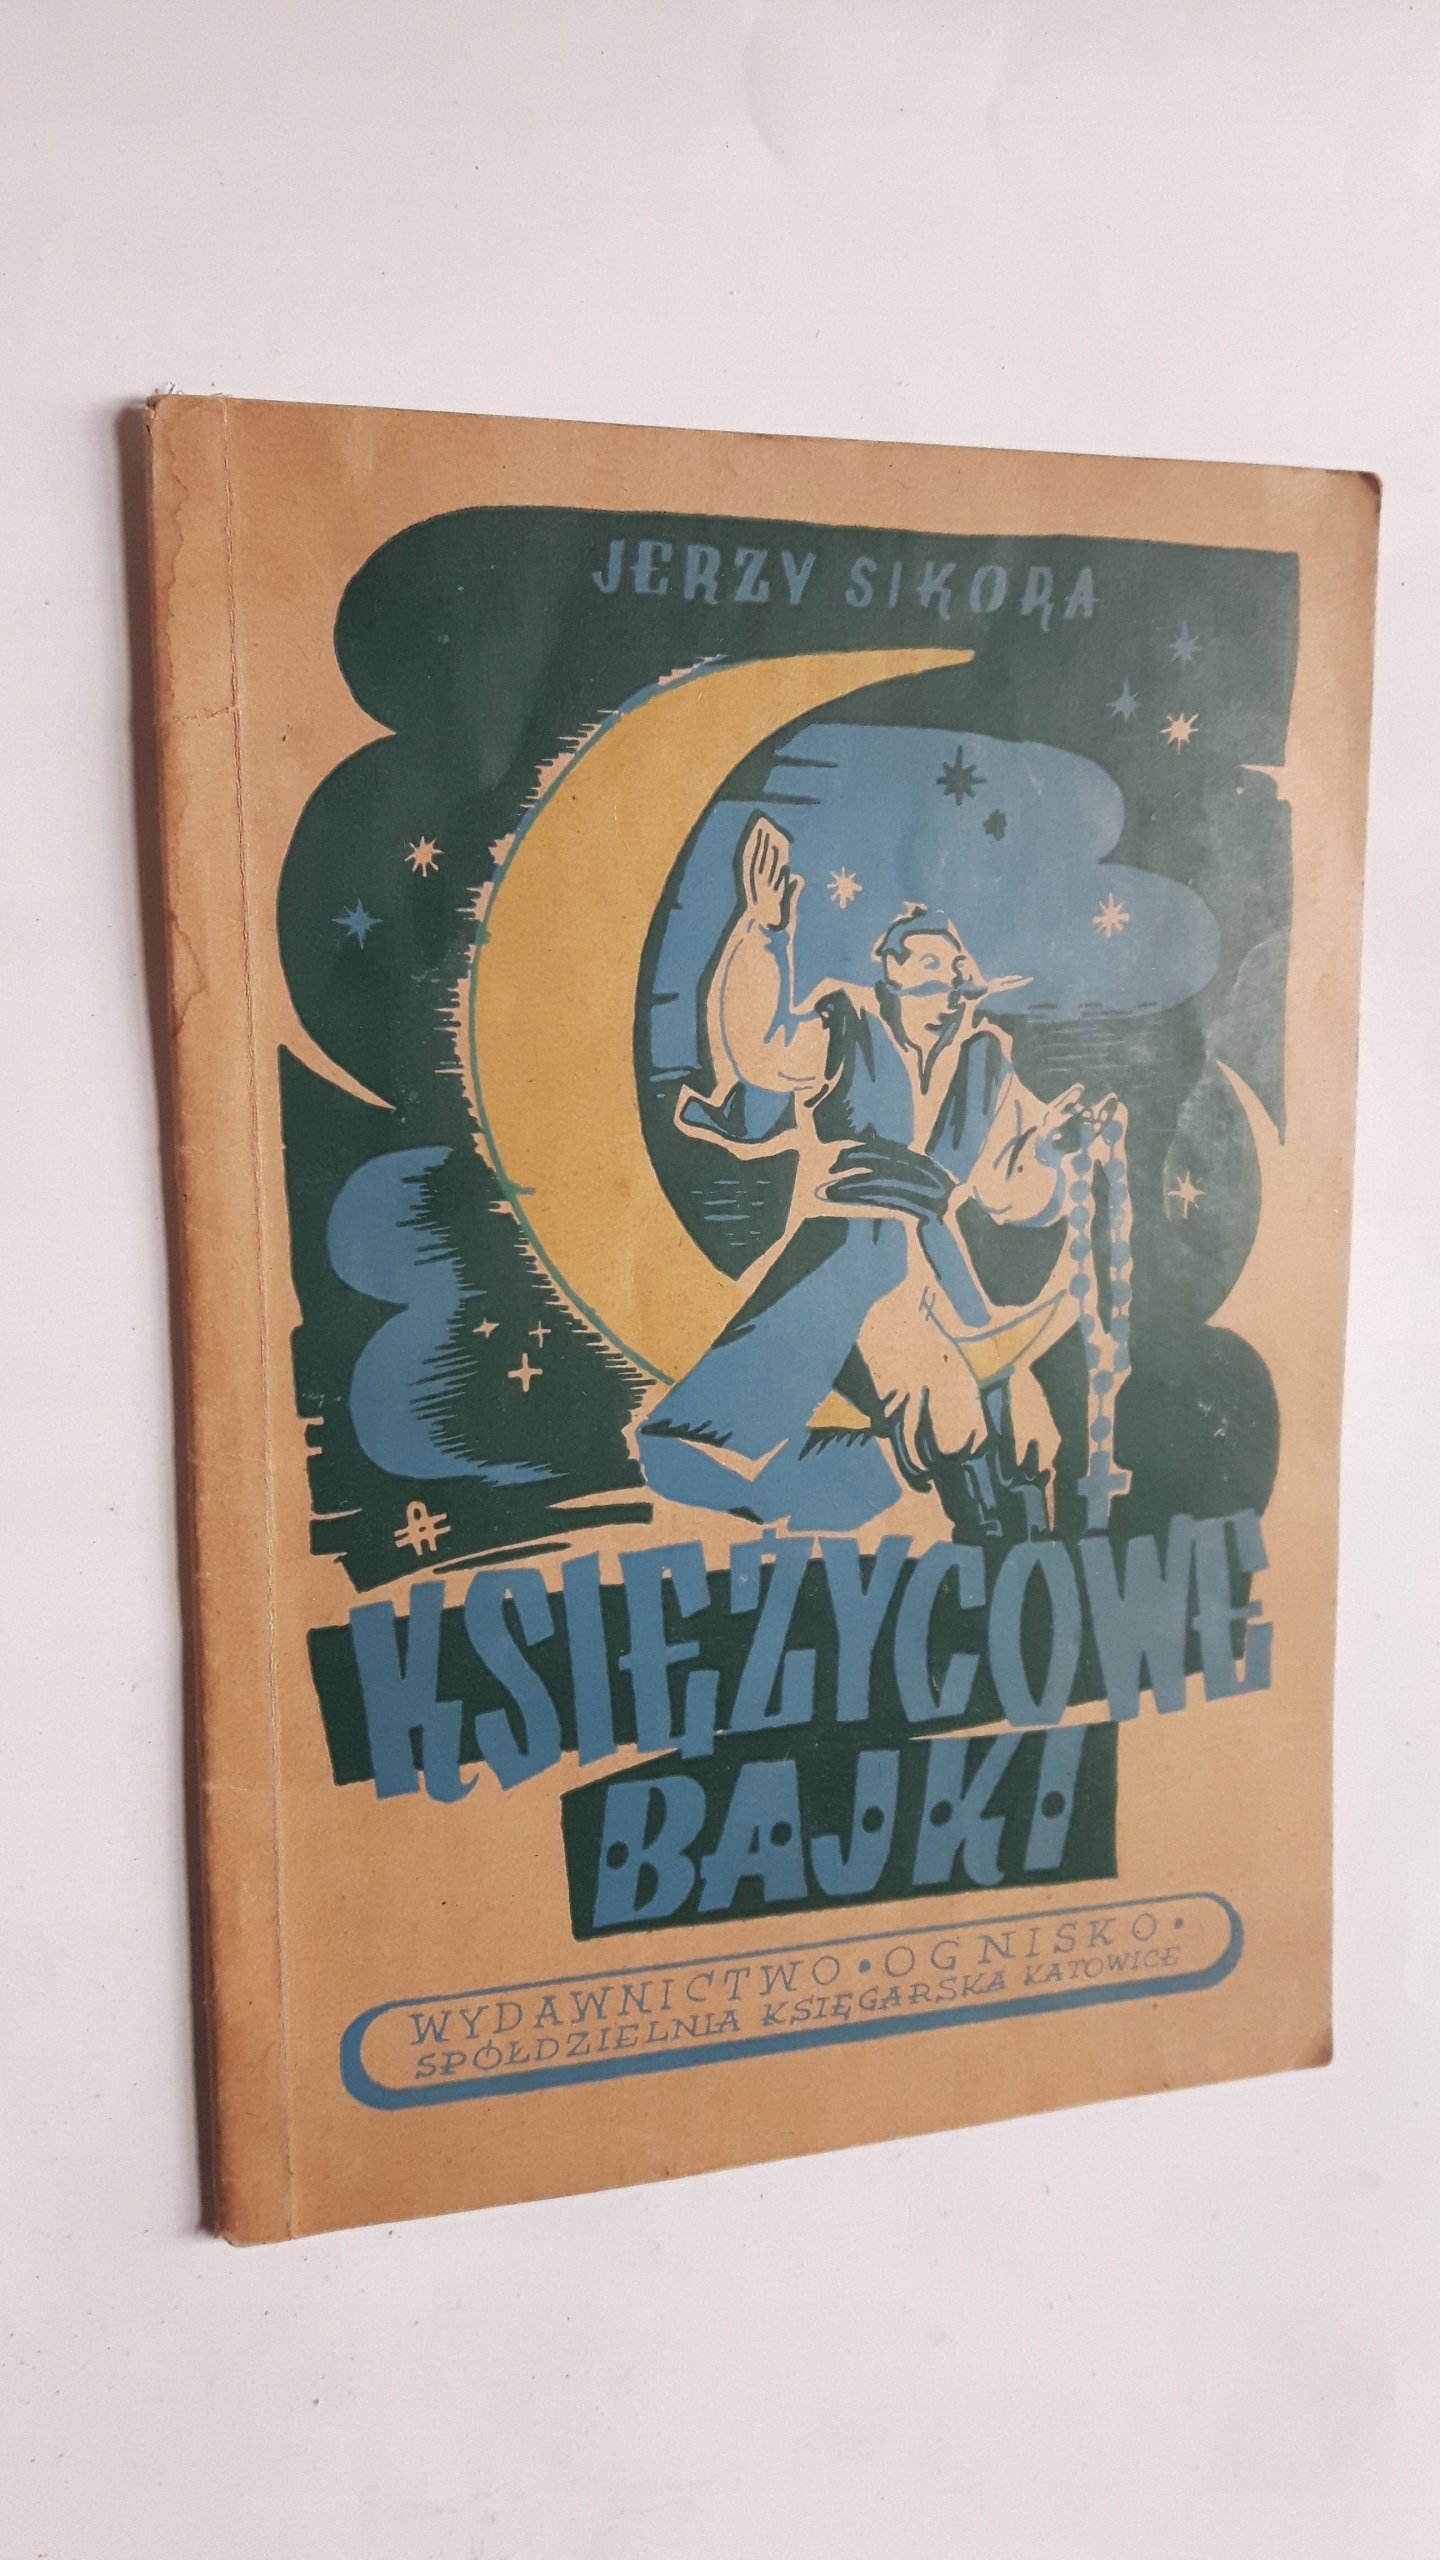 JERZY SIKORA
KSIĘŻYCOWE
BAJKI
WYDAWNICTWO • OGNISKO •
SPÓŁDZIELNIA KSIĘGARSKA KATOWICE